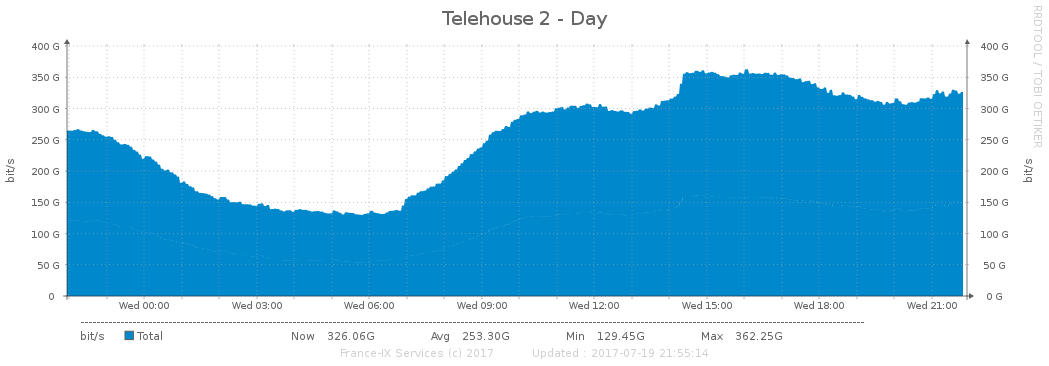 Telehouse 2 - Day
RRDTOOL / TOBI OETIKER
bit/s
400 G
350 G
300 G
250 G
200 G
150 G
100 G
50 G
0
400 G
350 G
300 G
250 G
200 G
150 G
100 G
50 G
0 G
bit/s
Wed 00:00 Wed 03:00 Wed 06:00 Wed 09:00 Wed 12:00 Wed 15:00 Wed 18:00 Wed 21:00
bit/s Total Now 326.06G Avg 253.30G Min 129.45G Max 362.25G
France-IX Services (c) 2017 Updated : 2017-07-19 21:55:14